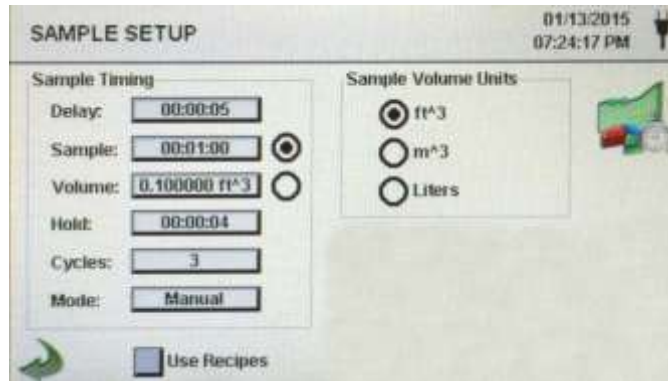 SAMPLE SETUP
01/13/2015
07:24:17 PM
Sample Timing
Delay: 00:00:05
Sample: 00:01:00
Volume: 0.100000 ft^3
Hold: 00:00:04
Cycles: 3
Mode: Manual
Use Recipes
Sample Volume Units
ft^3
m^3
Liters